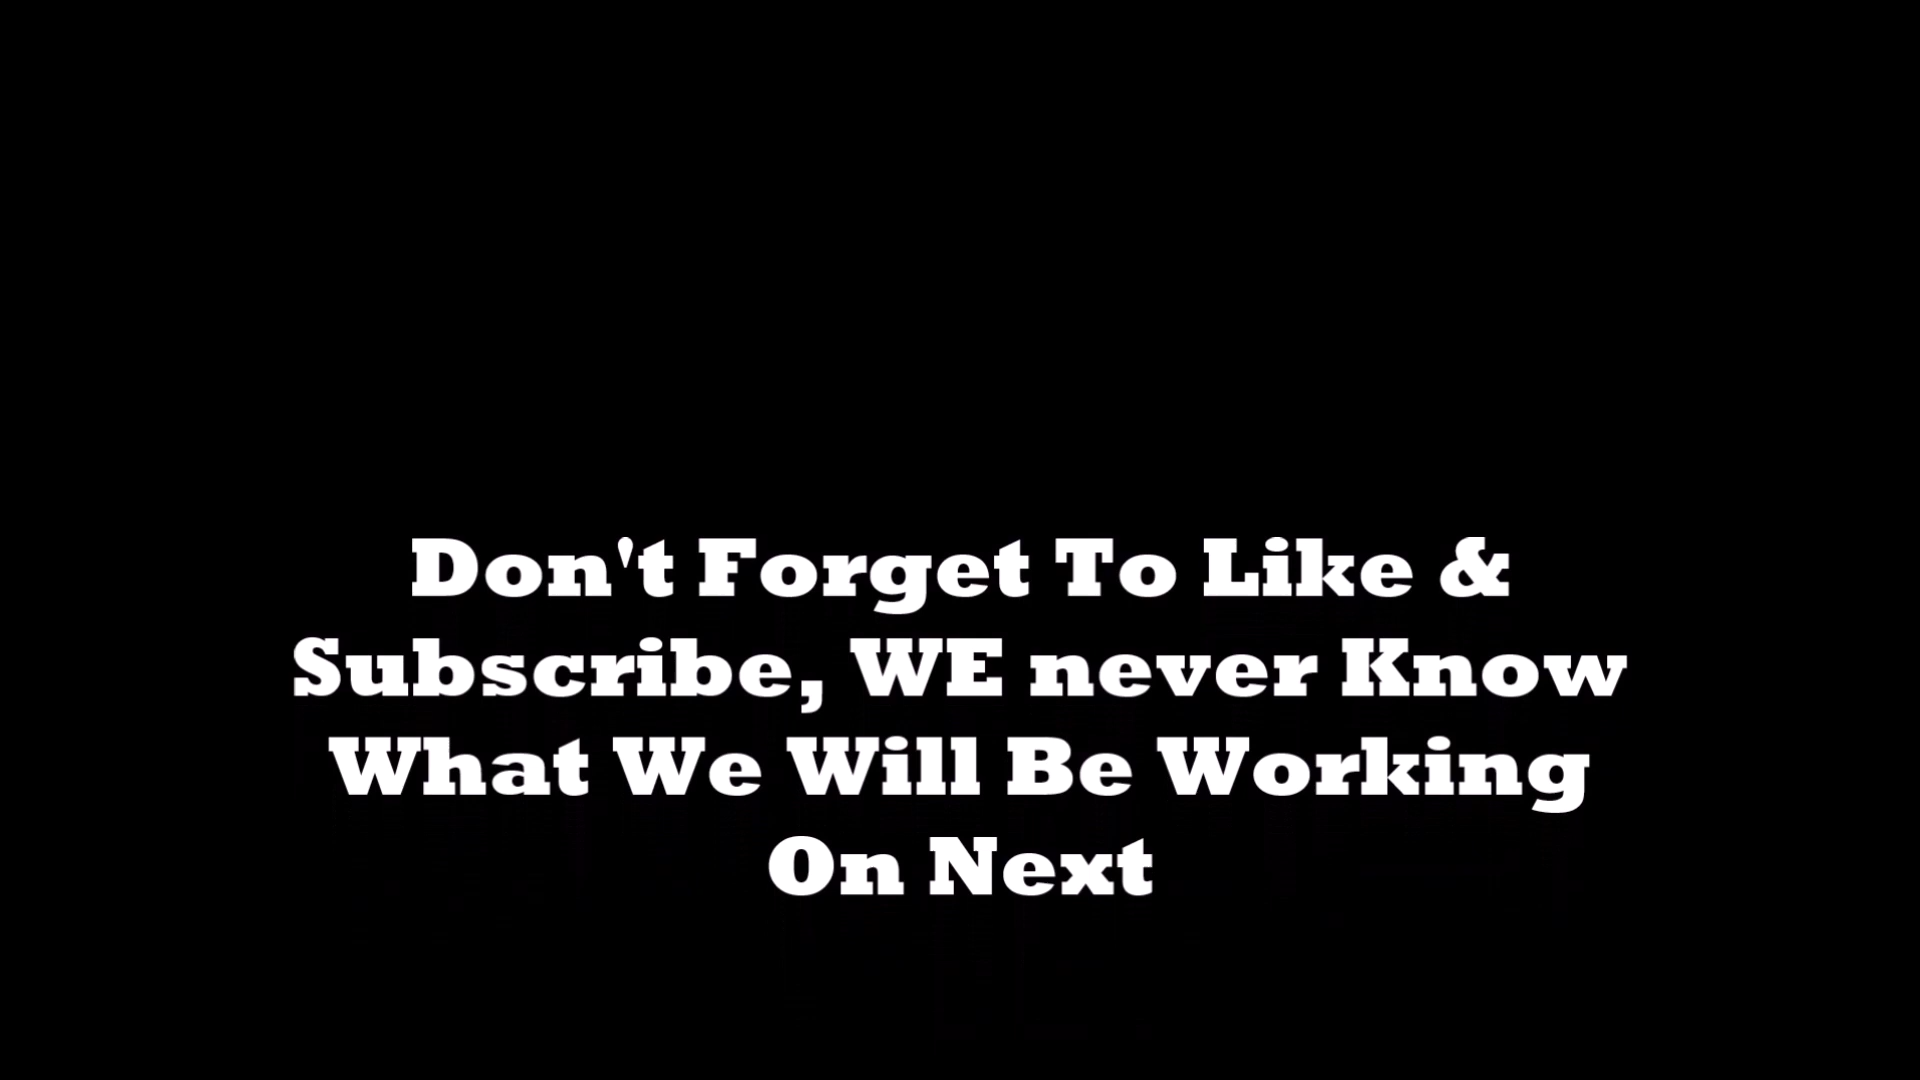 Don't Forget To Like &
Subscribe, WE never Know
What We Will Be Working
On Next